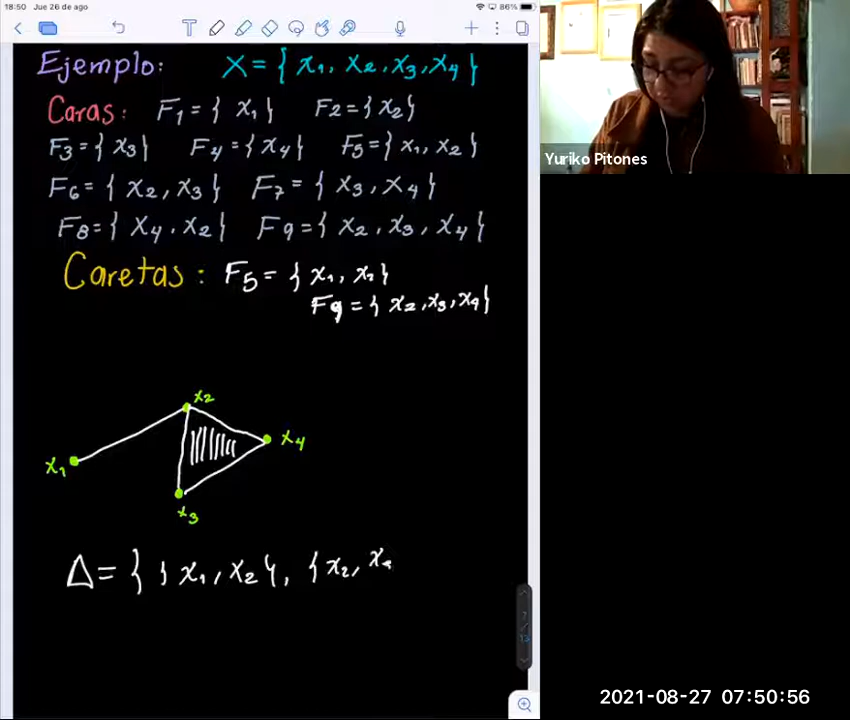 18:50 Jue 26 de ago
86%
Ejemplo: X = { x1, x2, x3, x4 }
Caras: F1 = { x1 } F2 = { x2 }
F3 = { x3 } F4 = { x4 } F5 = { x1, x2 }
F6 = { x2, x3 } F7 = { x3, x4 }
F8 = { x4, x2 } F9 = { x2, x3, x4 }
Caretas: F5 = { x1, x2 }
F9 = { x2, x3, x4 }
x2
x4
x1
x3
Δ = { { x1, x2 }, { x2, x3
7
13
Yuriko Pitones
2021-08-27 07:50:56